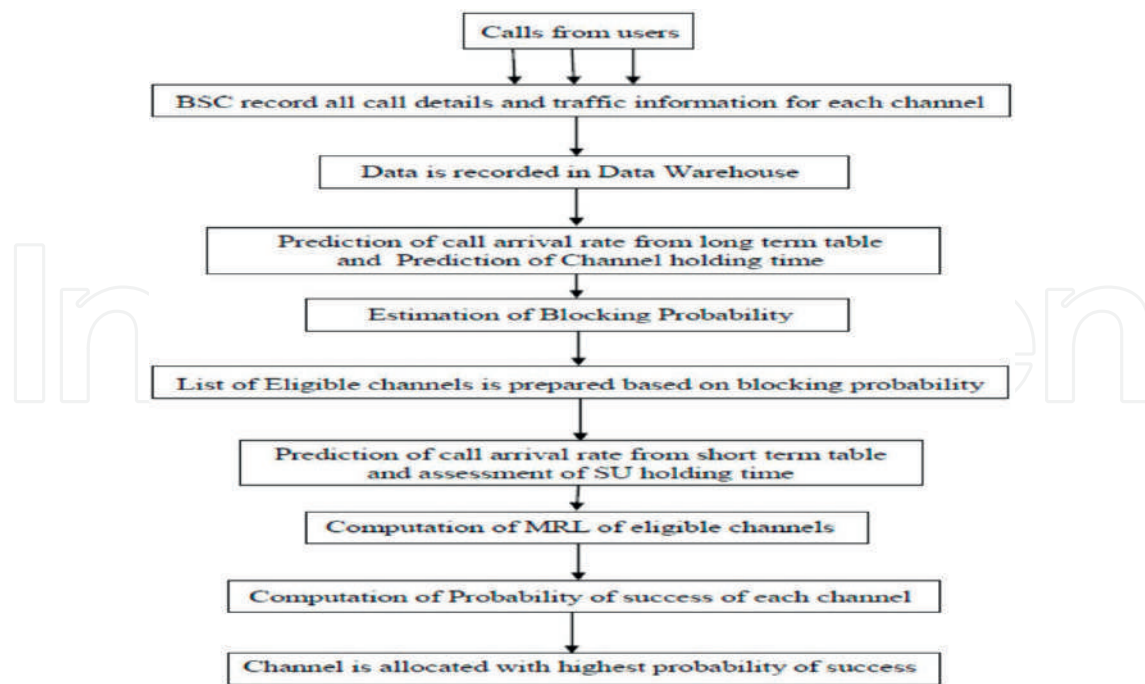 Calls from users
BSC record all call details and traffic information for each channel
Data is recorded in Data Warehouse
Prediction of call arrival rate from long term table
and Prediction of Channel holding time
Estimation of Blocking Probability
List of Eligible channels is prepared based on blocking probability
Prediction of call arrival rate from short term table
and assessment of SU holding time
Computation of MRL of eligible channels
Computation of Probability of success of each channel
Channel is allocated with highest probability of success